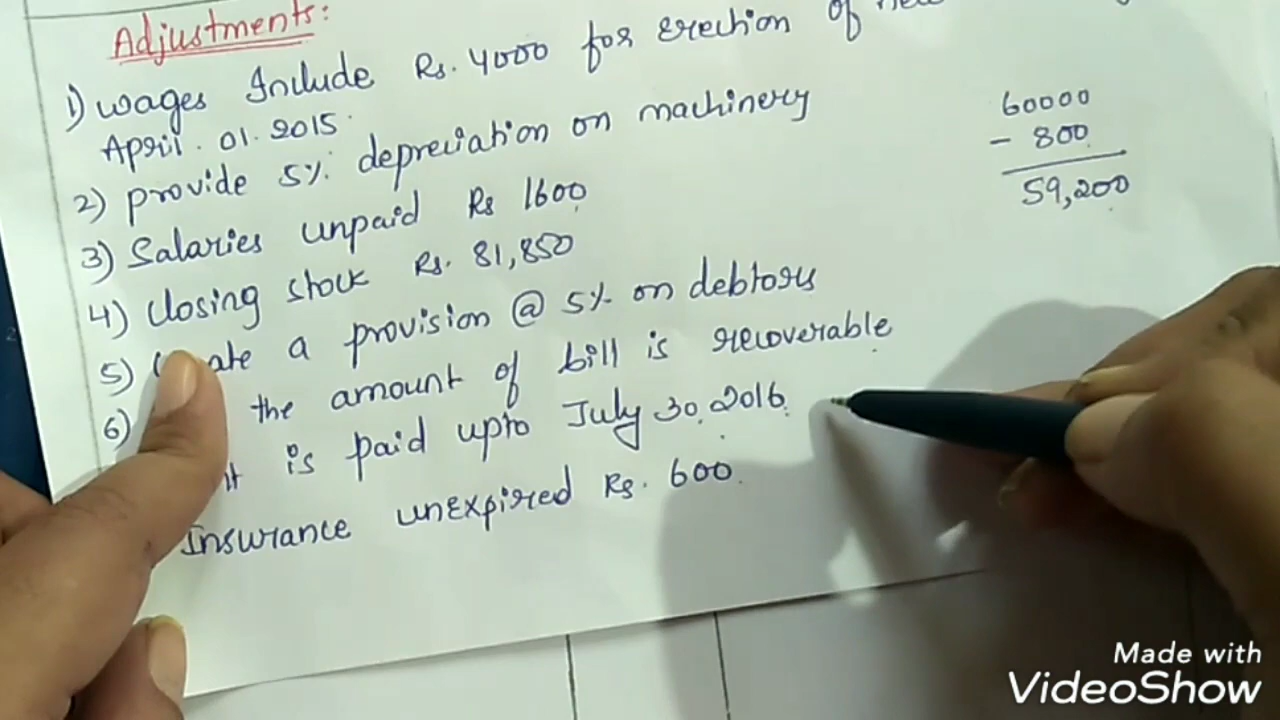 Adjustments:
1) Wages Include Rs. 4000 for erection of
April. 01. 2015.
2) Provide 5% depreciation on machinery
3) Salaries unpaid Rs 1600
4) Closing stock Rs. 81,850
5) a provision @ 5% on debtors
6) the amount of bill is recoverable
is paid upto July 30. 2016.
Insurance unexpired Rs. 600.
60000
- 800
59,200
Made with
VideoShow